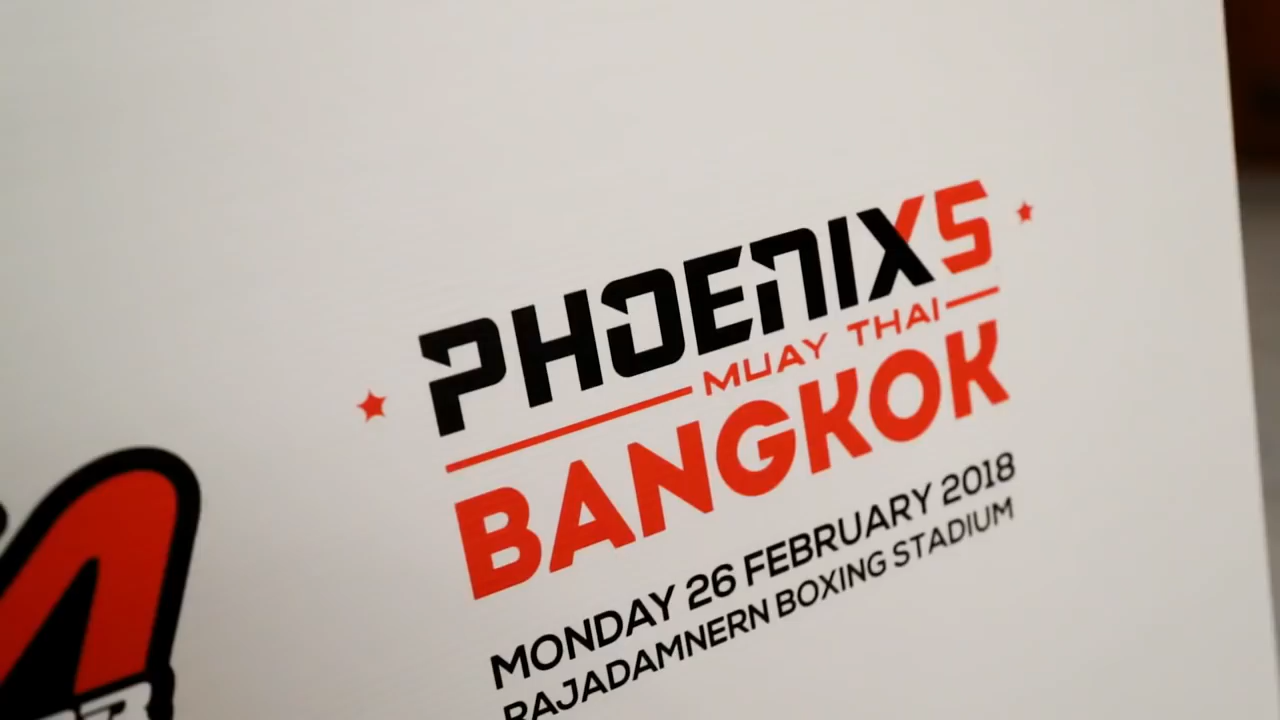 PHOENIX5
MUAY THAI
BANGKOK
MONDAY 26 FEBRUARY 2018
RAJADAMNERN BOXING STADIUM